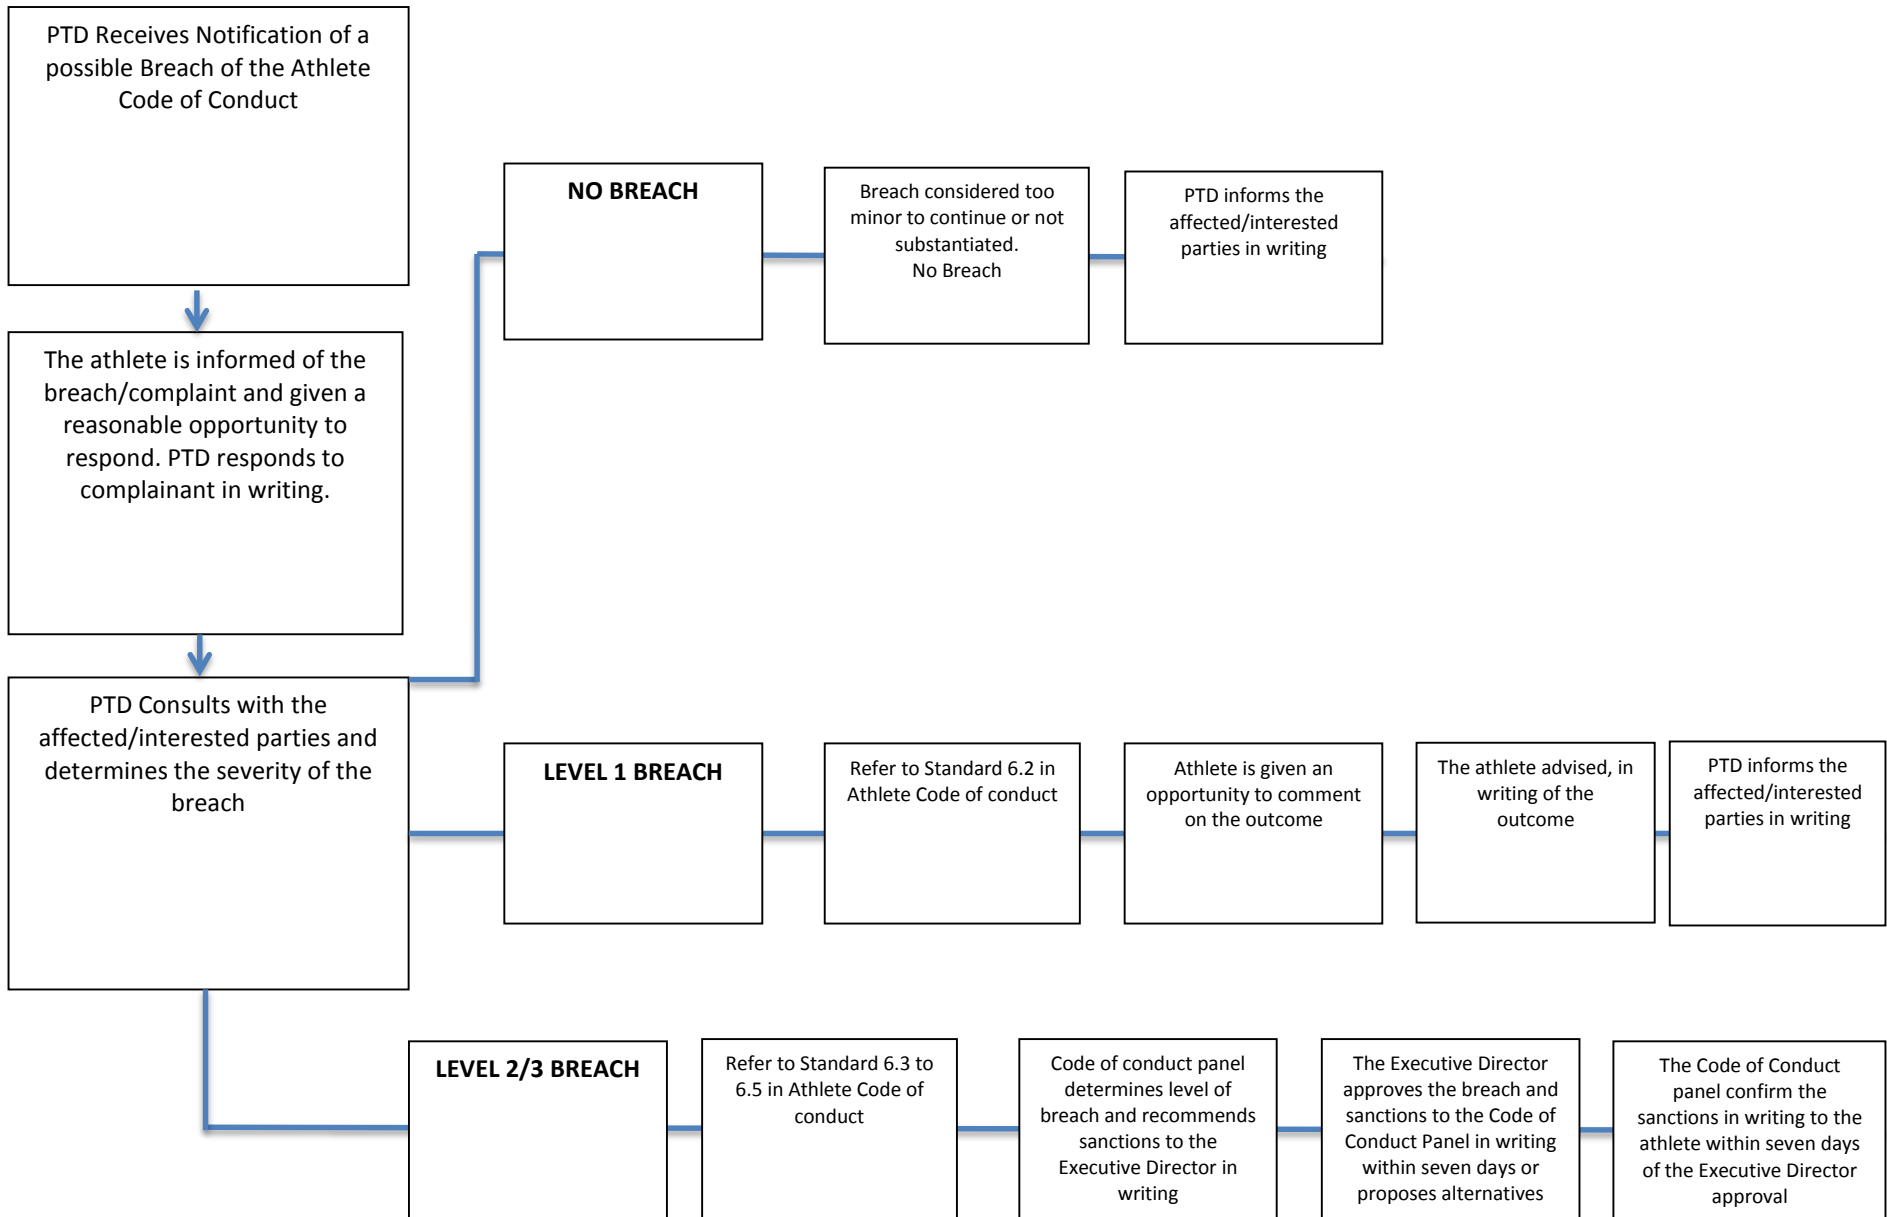 PTD Receives Notification of a
possible Breach of the Athlete
Code of Conduct
The athlete is informed of the
breach/complaint and given a
reasonable opportunity to
respond. PTD responds to
complainant in writing.
PTD Consults with the
affected/interested parties and
determines the severity of the
breach
NO BREACH
Breach considered too
minor to continue or not
substantiated.
No Breach
PTD informs the
affected/interested
parties in writing
LEVEL 1 BREACH
Refer to Standard 6.2 in
Athlete Code of conduct
Athlete is given an
opportunity to comment
on the outcome
The athlete advised, in
writing of the
outcome
PTD informs the
affected/interested
parties in writing
LEVEL 2/3 BREACH
Refer to Standard 6.3 to
6.5 in Athlete Code of
conduct
Code of conduct panel
determines level of
breach and recommends
sanctions to the
Executive Director in
writing
The Executive Director
approves the breach and
sanctions to the Code of
Conduct Panel in writing
within seven days or
proposes alternatives
The Code of Conduct
panel confirm the
sanctions in writing to the
athlete within seven days
of the Executive Director
approval